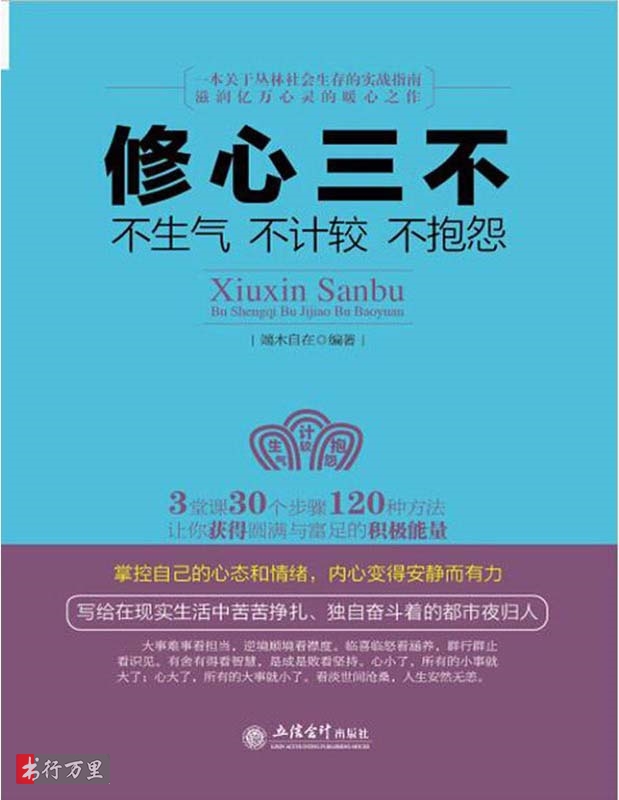 一本关于丛林社会生存的实战指南
滋润亿万心灵的暖心之作
修心三不
不生气 不计较 不抱怨
Xiuxin Sanbu
Bu Shengqi Bu Jijiao Bu Baoyuan
| 端木自在◎编著 |
生气
计较
抱怨
3堂课30个步骤120种方法
让你获得圆满与富足的积极能量
掌控自己的心态和情绪，内心变得安静而有力
写给在现实生活中苦苦挣扎、独自奋斗着的都市夜归人
大事难事看担当，逆境顺境看襟度。临喜临怒看涵养，群行群止
看识见。有舍有得看智慧，是成是败看坚持。心小了，所有的小事就
大了；心大了，所有的大事就小了。看淡世间沧桑，人生安然无恙。
立信会计出版社
LIXIN ACCOUNTING PUBLISHING HOUSE
书行万里